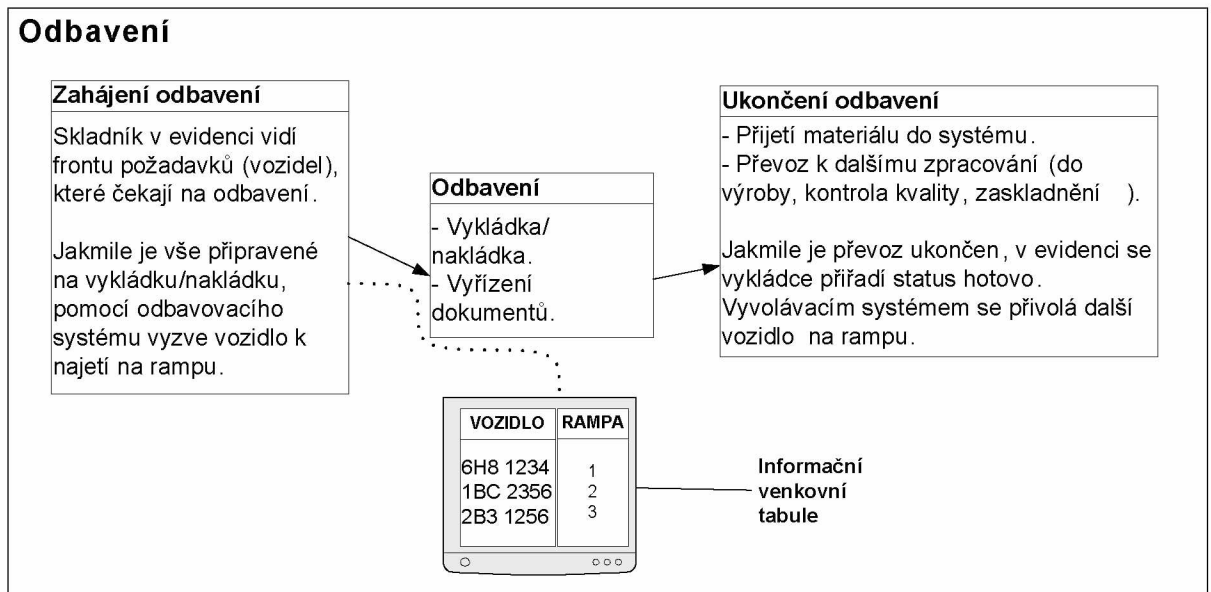 Odbavení
Zahájení odbavení
Skladník v evidenci vidí
frontu požadavků (vozidel),
které čekají na odbavení.
Jakmile je vše připravené
na vykládku/nakládku,
pomocí odbavovacího
systému vyzve vozidlo k
najetí na rampu.
Odbavení
- Vykládka/
nakládka.
- Vyřízení
dokumentů.
Ukončení odbavení
- Přijetí materiálu do systému.
- Převoz k dalšímu zpracování (do
výroby, kontrola kvality, zaskladnění ).
Jakmile je převoz ukončen, v evidenci se
vykládce přiřadí status hotovo.
Vyvolávacím systémem se přivolá další
vozidlo na rampu.
VOZIDLO RAMPA
6H8 1234 1
1BC 2356 2
2B3 1256 3
Informační
venkovní
tabule